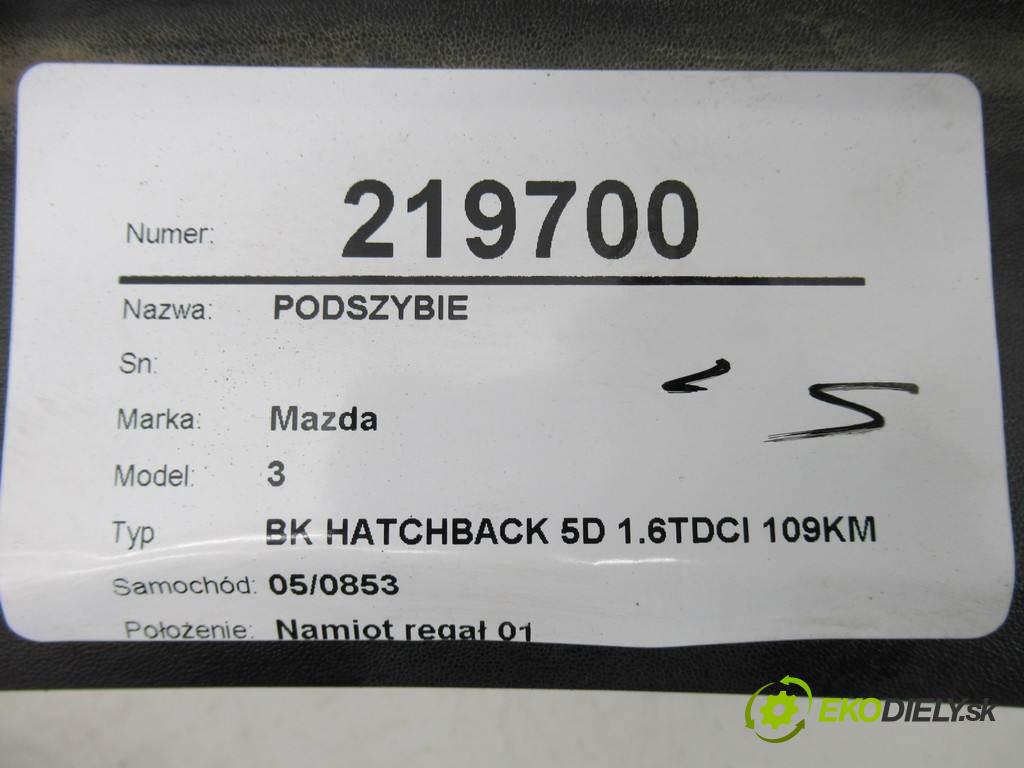 Numer: 219700
Nazwa: PODSZYBIE
Sn:
Marka: Mazda
Model: 3
Typ BK HATCHBACK 5D 1.6TDCI 109KM
Samochód: 05/0853
Położenie: Namiot regał 01
EKODIELY.sk